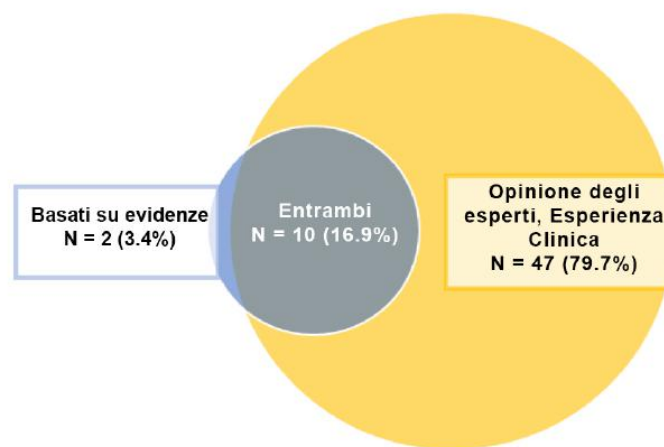 Basati su evidenze
N = 2 (3.4%)
Entrambi
N = 10 (16.9%)
Opinione degli
esperti, Esperienza
Clinica
N = 47 (79.7%)